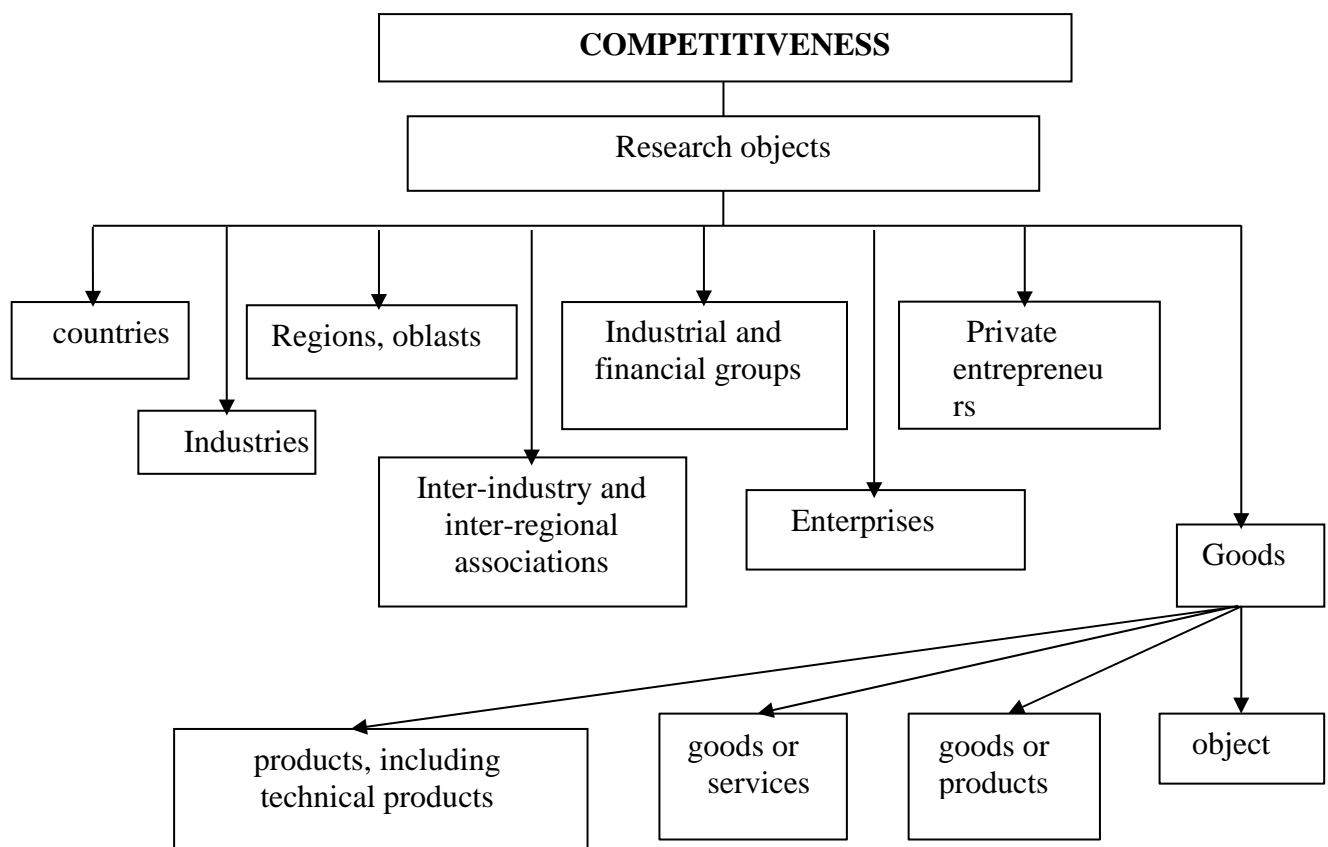 COMPETITIVENESS
Research objects
countries
Regions, oblasts
Industrial and
financial groups
Private
entrepreneu
rs
Industries
Inter-industry and
inter-regional
associations
Enterprises
Goods
products, including
technical products
goods or
services
goods or
products
object